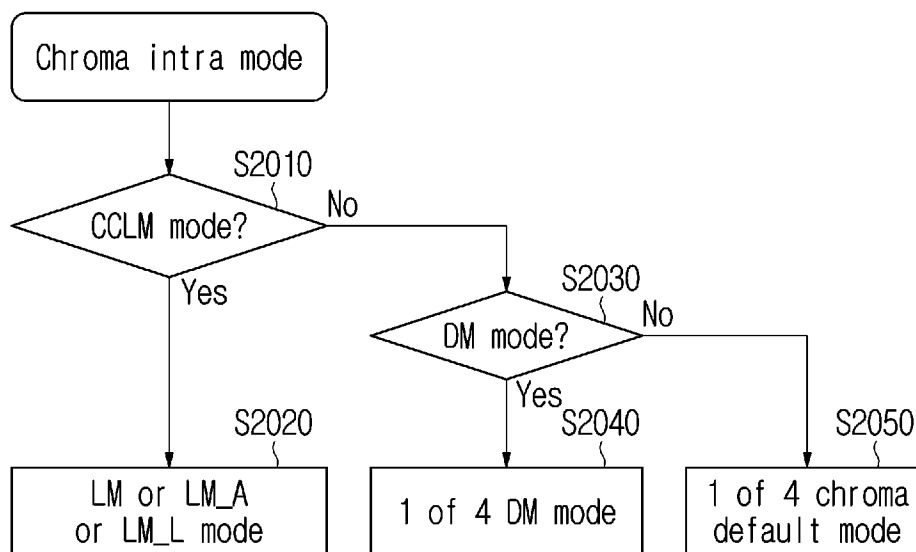 Chroma intra mode
S2010
CCLM mode?
No
Yes
S2030
DM mode?
No
Yes
S2020
LM or LM_A
or LM_L mode
S2040
1 of 4 DM mode
S2050
1 of 4 chroma
default mode